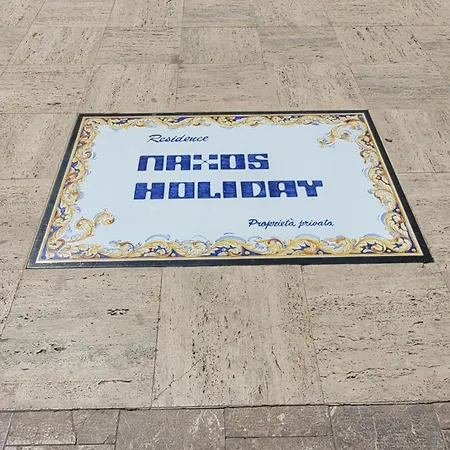 Residence
NAXOS
HOLIDAY
Proprietà privata